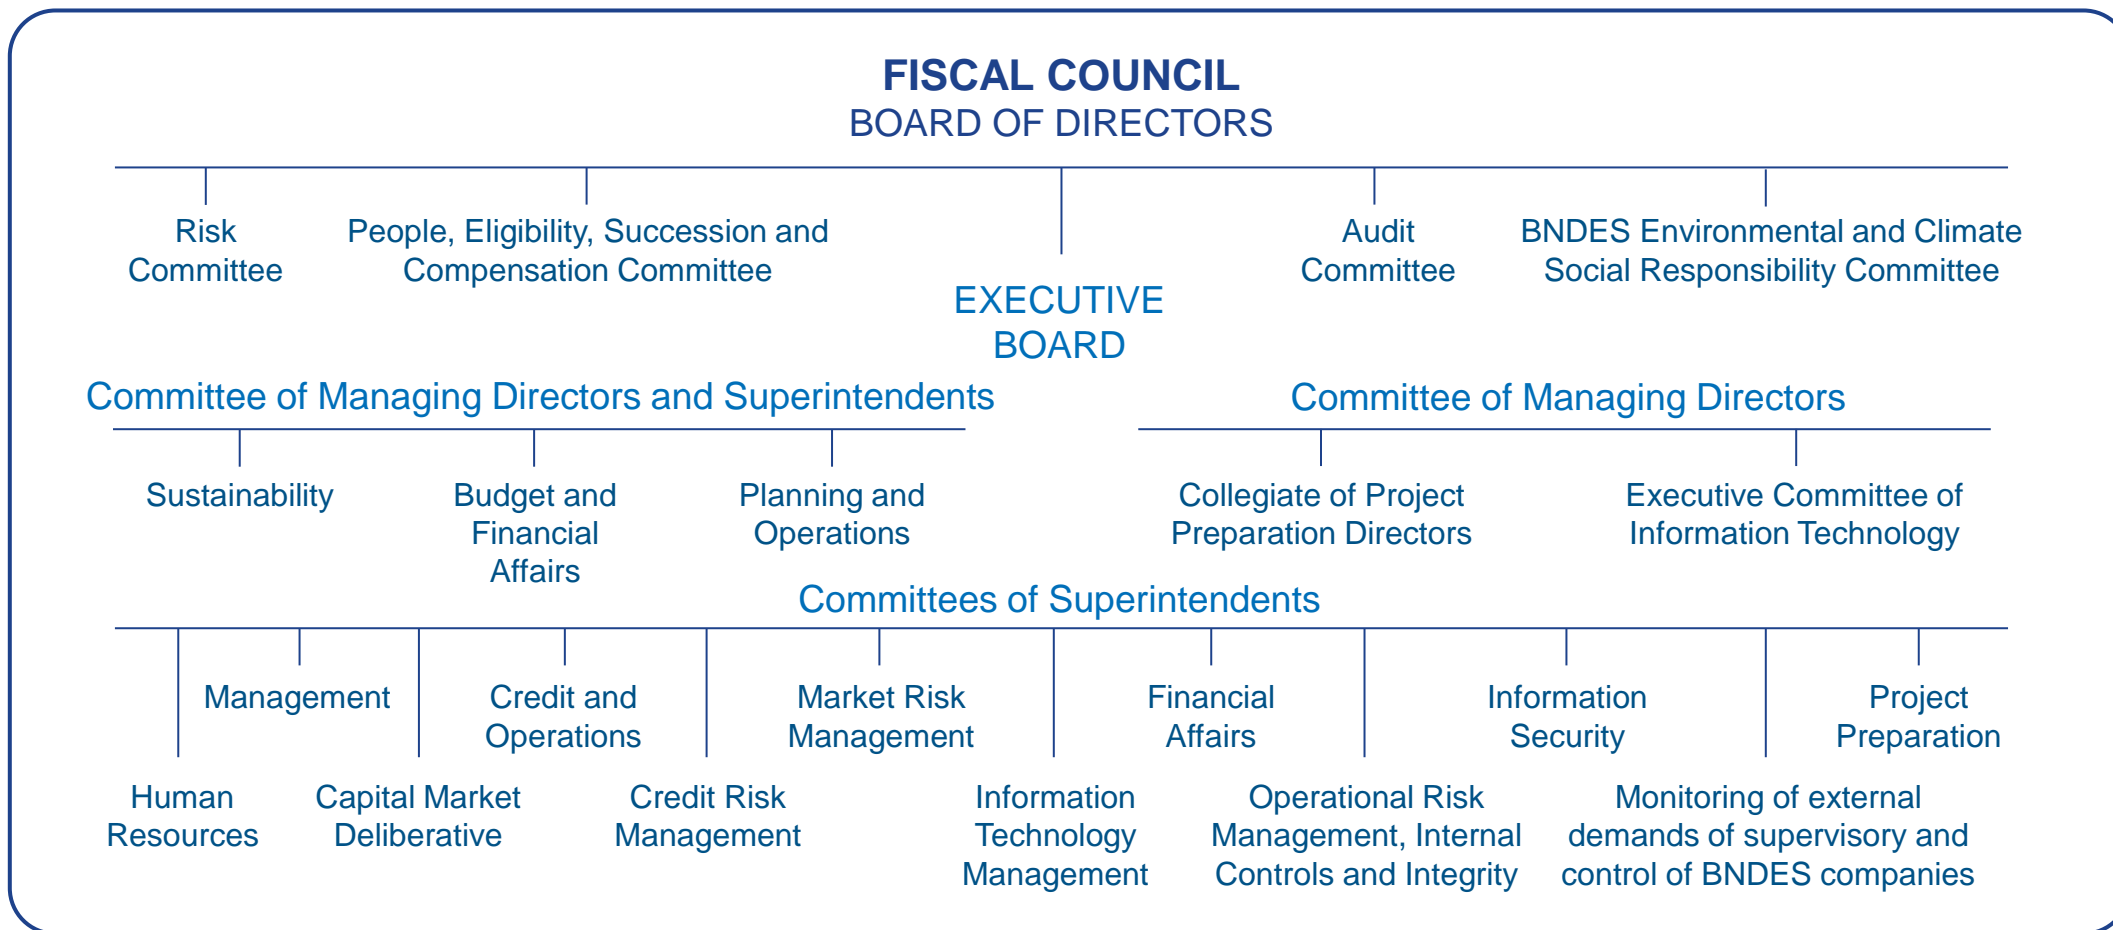 FISCAL COUNCIL
BOARD OF DIRECTORS
Risk
Committee
People, Eligibility, Succession and
Compensation Committee
Audit
Committee
BNDES Environmental and Climate
Social Responsibility Committee
EXECUTIVE
BOARD
Committee of Managing Directors and Superintendents
Sustainability
Budget and
Financial
Affairs
Planning and
Operations
Committee of Managing Directors
Collegiate of Project
Preparation Directors
Executive Committee of
Information Technology
Committees of Superintendents
Management
Credit and
Operations
Market Risk
Management
Financial
Affairs
Information
Security
Project
Preparation
Human
Resources
Capital Market
Deliberative
Credit Risk
Management
Information
Technology
Management
Operational Risk
Management, Internal
Controls and Integrity
Monitoring of external
demands of supervisory and
control of BNDES companies